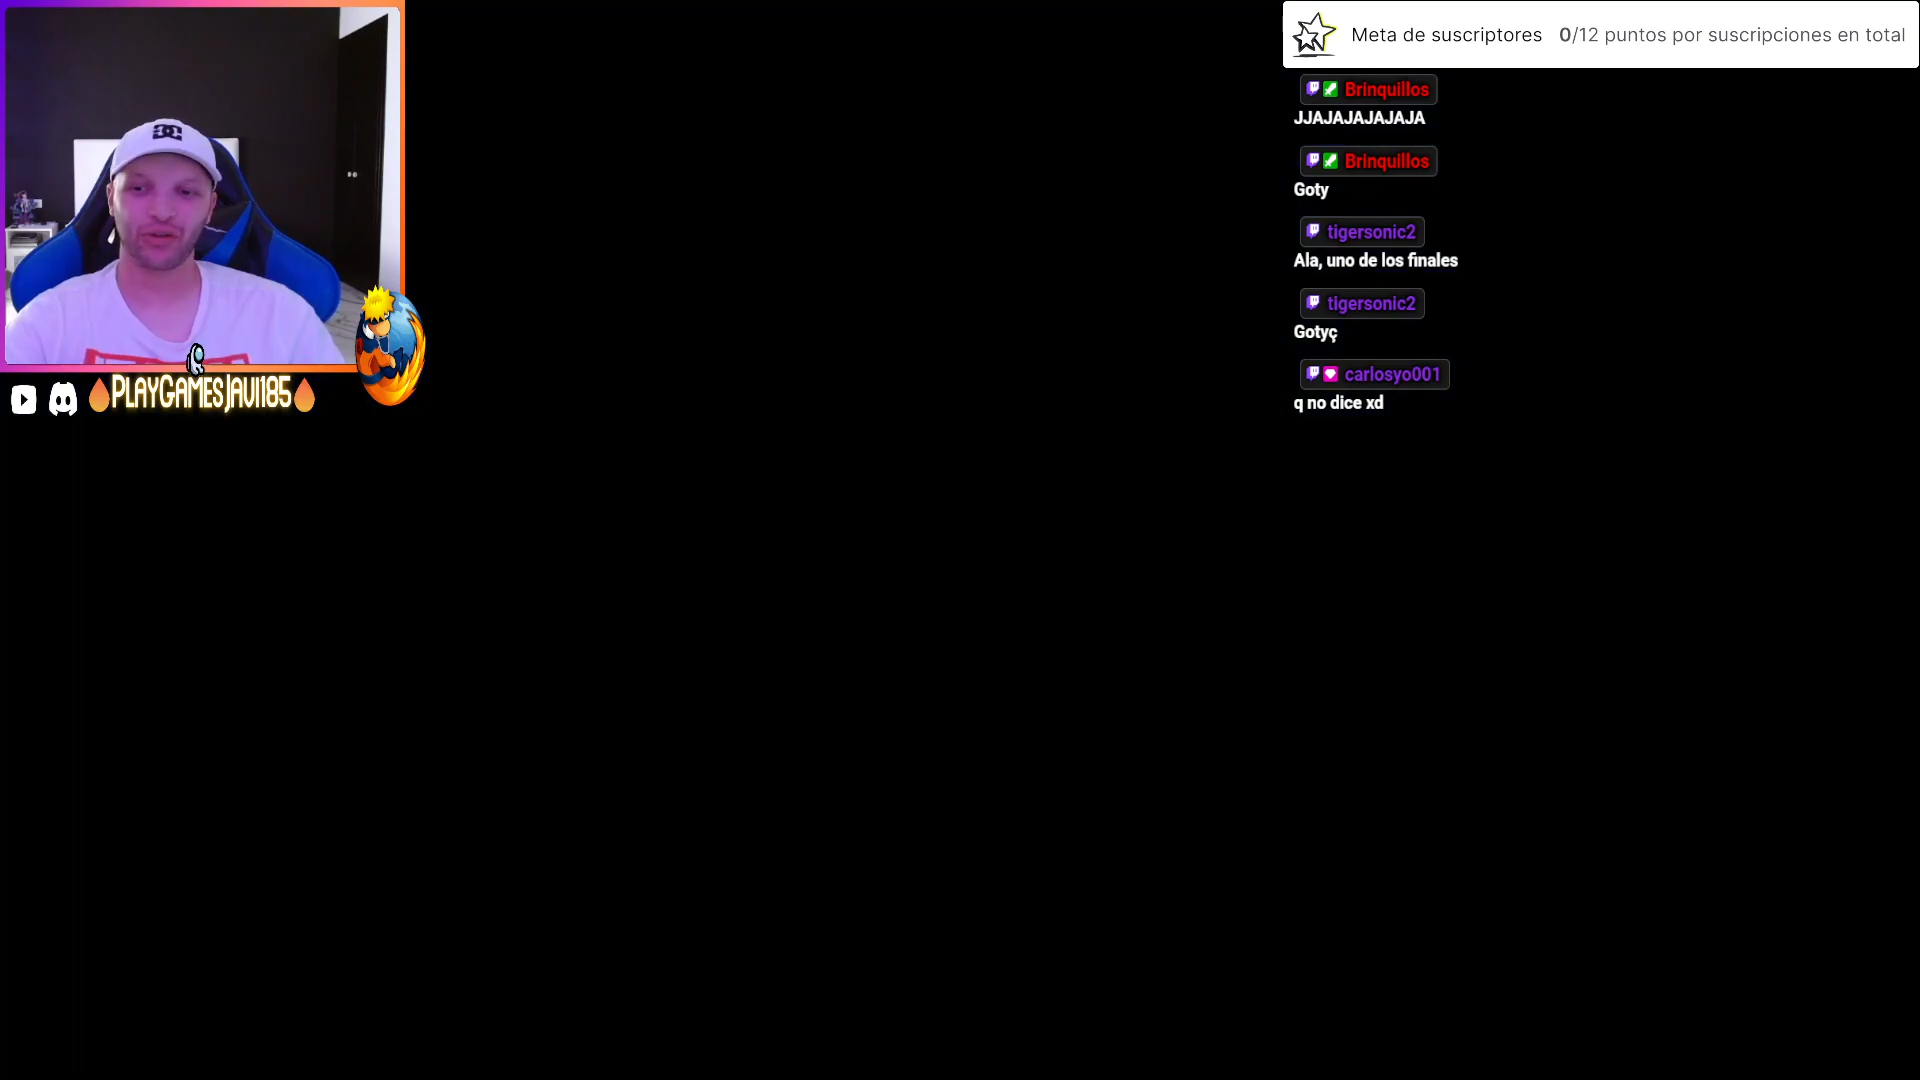 Meta de suscriptores 0/12 puntos por suscripciones en total
Brinquillos
JJAJAJAJAJAJA
Brinquillos
Goty
tigersonic2
Ala, uno de los finales
tigersonic2
Gotyç
carlosyo001
q no dice xd
PLAYGAMESJAVI185